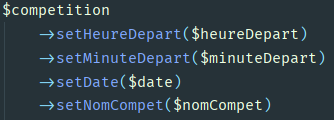 $competition
->setHeureDepart($heureDepart)
->setMinuteDepart($minuteDepart)
->setDate($date)
->setNomCompet($nomCompet)